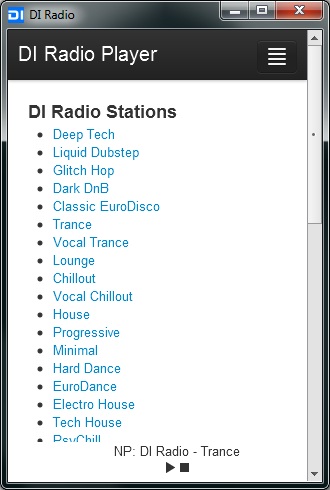 DI DI Radio
DI Radio Player
DI Radio Stations
Deep Tech
Liquid Dubstep
Glitch Hop
Dark DnB
Classic EuroDisco
Trance
Vocal Trance
Lounge
Chillout
Vocal Chillout
House
Progressive
Minimal
Hard Dance
EuroDance
Electro House
Tech House
PsyChill
NP: DI Radio - Trance